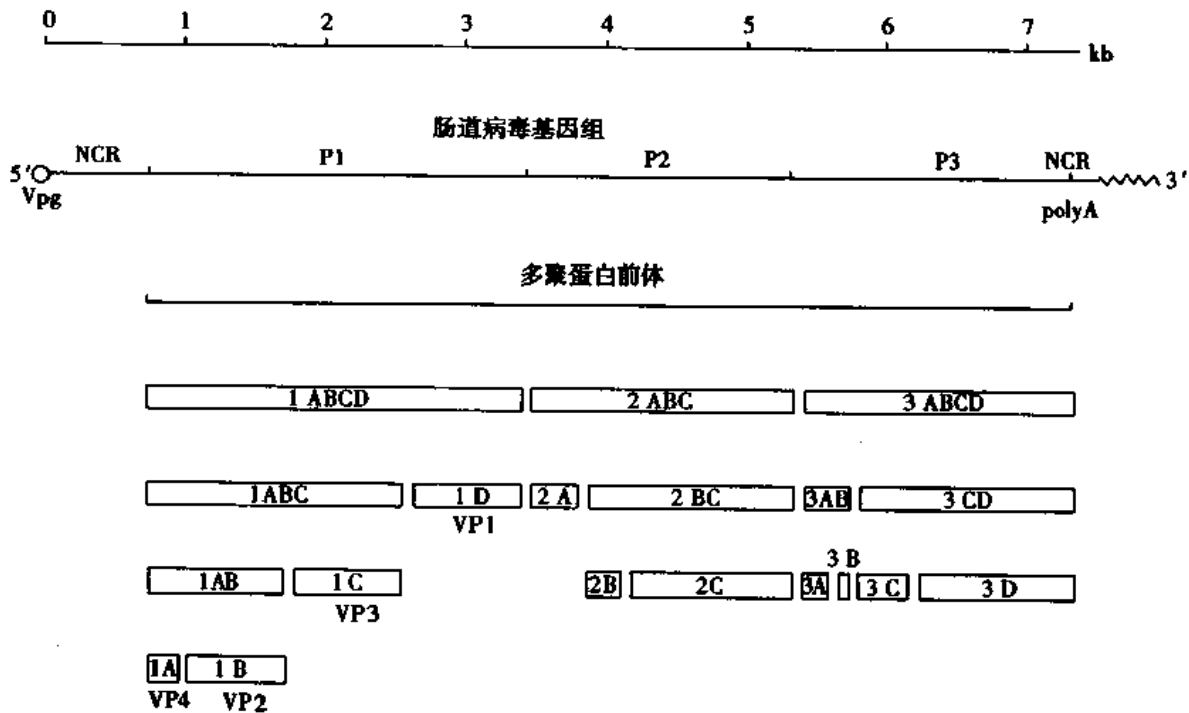 0 1 2 3 4 5 6 7 kb
肠道病毒基因组
NCR P1 P2 P3 NCR
5′ 3′
Vpg polyA
多聚蛋白前体
1 ABCD 2 ABC 3 ABCD
1ABC 1 D 2 A 2 BC 3AB 3 CD
VP1
3 B
1AB 1 C 2B 2C 3A 3 C 3 D
VP3
1A 1 B
VP4 VP2